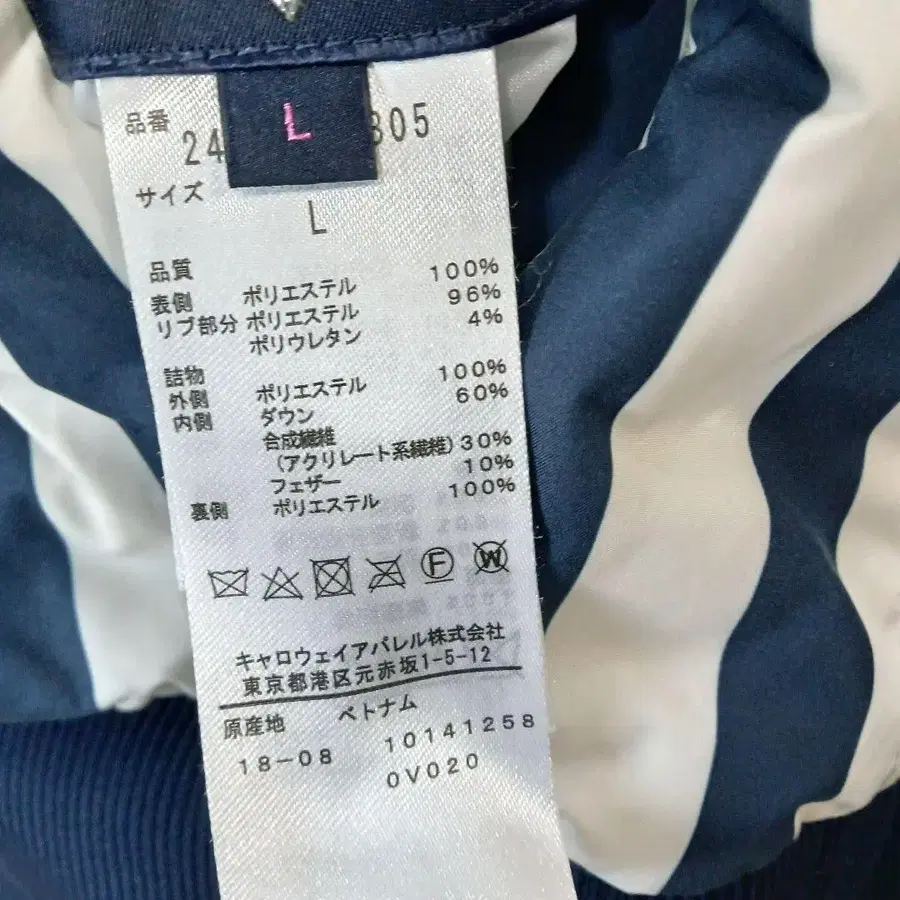 L
品番
24 805
サイズ
L
品質
表側 ポリエステル 100%
リブ部分 ポリエステル 96%
ポリウレタン 4%
詰物
外側 ポリエステル 100%
内側 ダウン 60%
合成繊維
(アクリレート系繊維) 30%
フェザー 10%
裏側 ポリエステル 100%
F W
キャロウェイアパレル株式会社
東京都港区元赤坂1-5-12
原産地 ベトナム
18-08 10141258
0V020